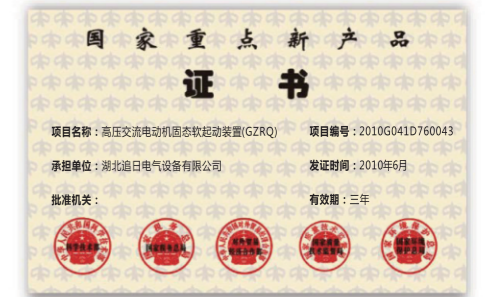 国家重点新产品
证 书
项目名称：高压交流电动机固态软起动装置(GZRQ)
项目编号：2010G041D760043
承担单位：湖北追日电气设备有限公司
发证时间：2010年6月
批准机关：
有效期：三年